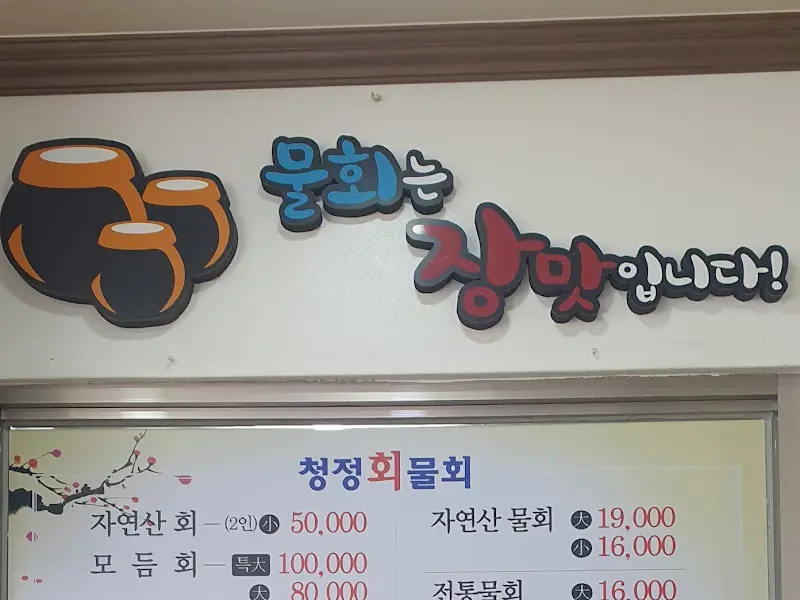 물회는
장맛입니다!
청정회물회
자연산 회 — (2인) 小 50,000
모 듬 회 — 特大 100,000
大 80,000
자연산 물회 大 19,000
小 16,000
전통물회 大 16,000